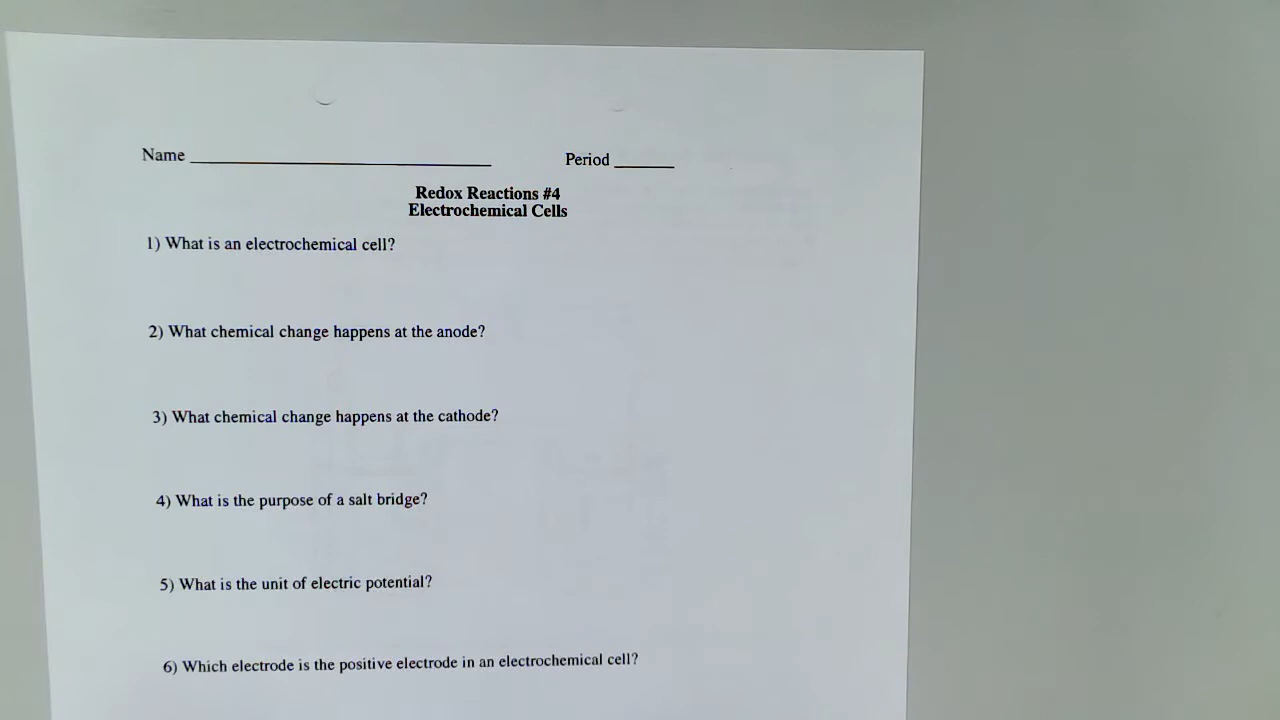 Name ______________________________ Period ______
Redox Reactions #4
Electrochemical Cells
1) What is an electrochemical cell?
2) What chemical change happens at the anode?
3) What chemical change happens at the cathode?
4) What is the purpose of a salt bridge?
5) What is the unit of electric potential?
6) Which electrode is the positive electrode in an electrochemical cell?